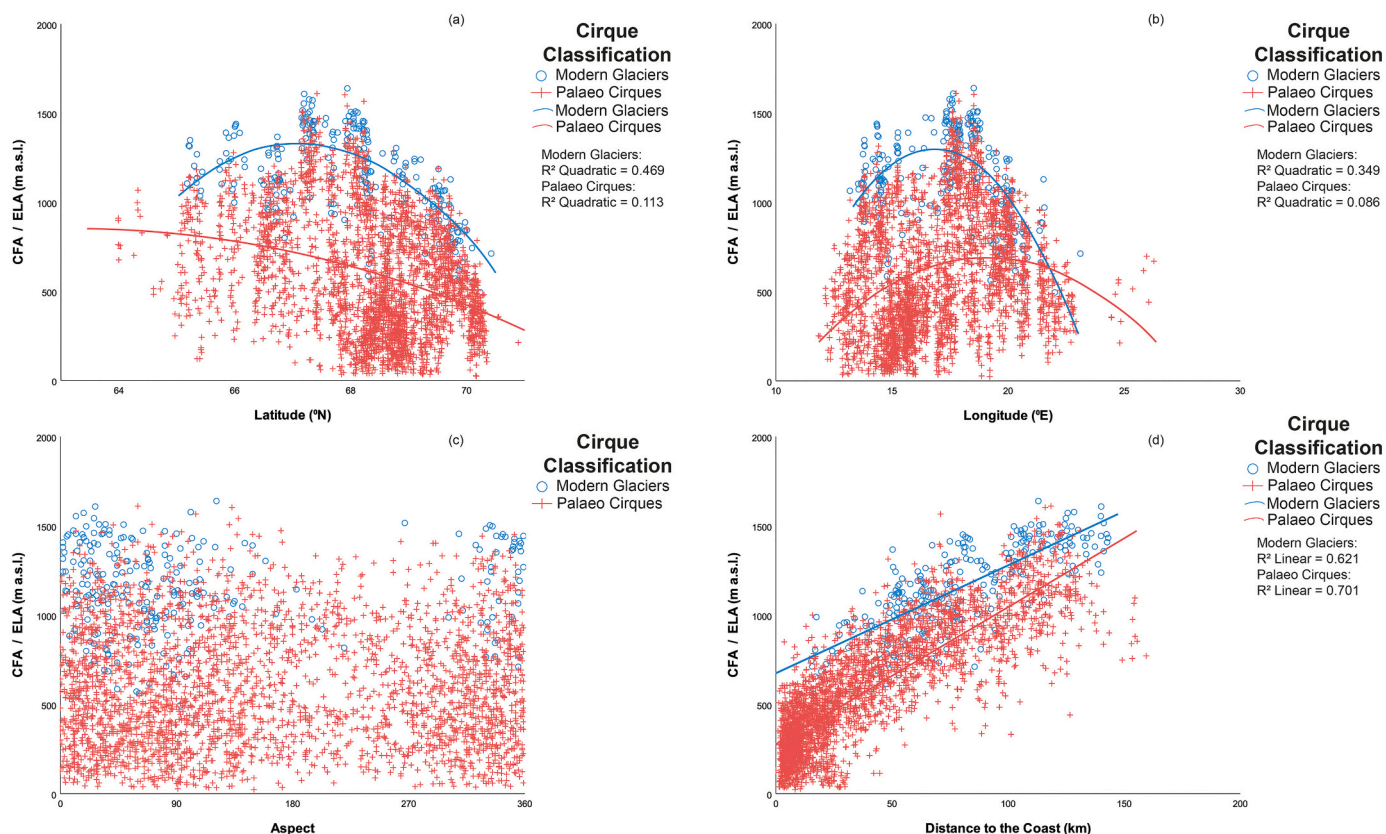 (a)
2000
1500
1000
500
0
CFA / ELA (m a.s.l.)
64
66
68
70
Latitude (ºN)
Cirque
Classification
Modern Glaciers
Palaeo Cirques
Modern Glaciers
Palaeo Cirques
Modern Glaciers:
R² Quadratic = 0.469
Palaeo Cirques:
R² Quadratic = 0.113
(b)
2000
1500
1000
500
0
CFA / ELA (m a.s.l.)
10
15
20
25
30
Longitude (ºE)
Cirque
Classification
Modern Glaciers
Palaeo Cirques
Modern Glaciers
Palaeo Cirques
Modern Glaciers:
R² Quadratic = 0.349
Palaeo Cirques:
R² Quadratic = 0.086
(c)
2000
1500
1000
500
0
CFA / ELA (m a.s.l.)
0
90
180
270
360
Aspect
Cirque
Classification
Modern Glaciers
Palaeo Cirques
(d)
2000
1500
1000
500
0
CFA / ELA (m a.s.l.)
0
50
100
150
200
Distance to the Coast (km)
Cirque
Classification
Modern Glaciers
Palaeo Cirques
Modern Glaciers
Palaeo Cirques
Modern Glaciers:
R² Linear = 0.621
Palaeo Cirques:
R² Linear = 0.701